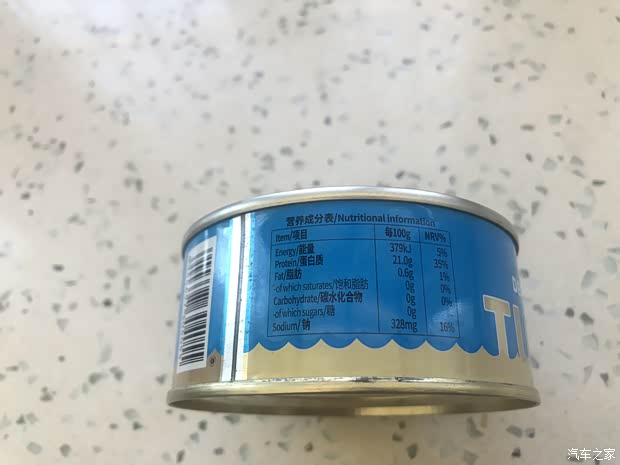 营养成分表/Nutritional information
Item/项目 每100g NRV%
Energy/能量 379kJ 5%
Protein/蛋白质 21.0g 35%
Fat/脂肪 0.6g 1%
-of which saturates/饱和脂肪 0g 0%
Carbohydrate/碳水化合物 0g 0%
-of which sugars/糖 0g
Sodium/钠 328mg 16%
汽车之家